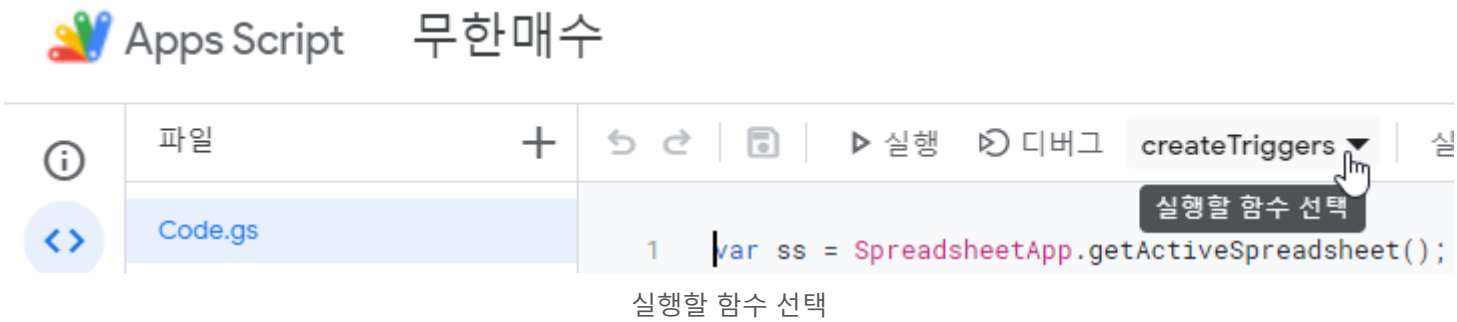 Apps Script 무한매수
파일
실행 디버그 createTriggers 실
실행할 함수 선택
Code.gs
1 var ss = SpreadsheetApp.getActiveSpreadsheet();
실행할 함수 선택